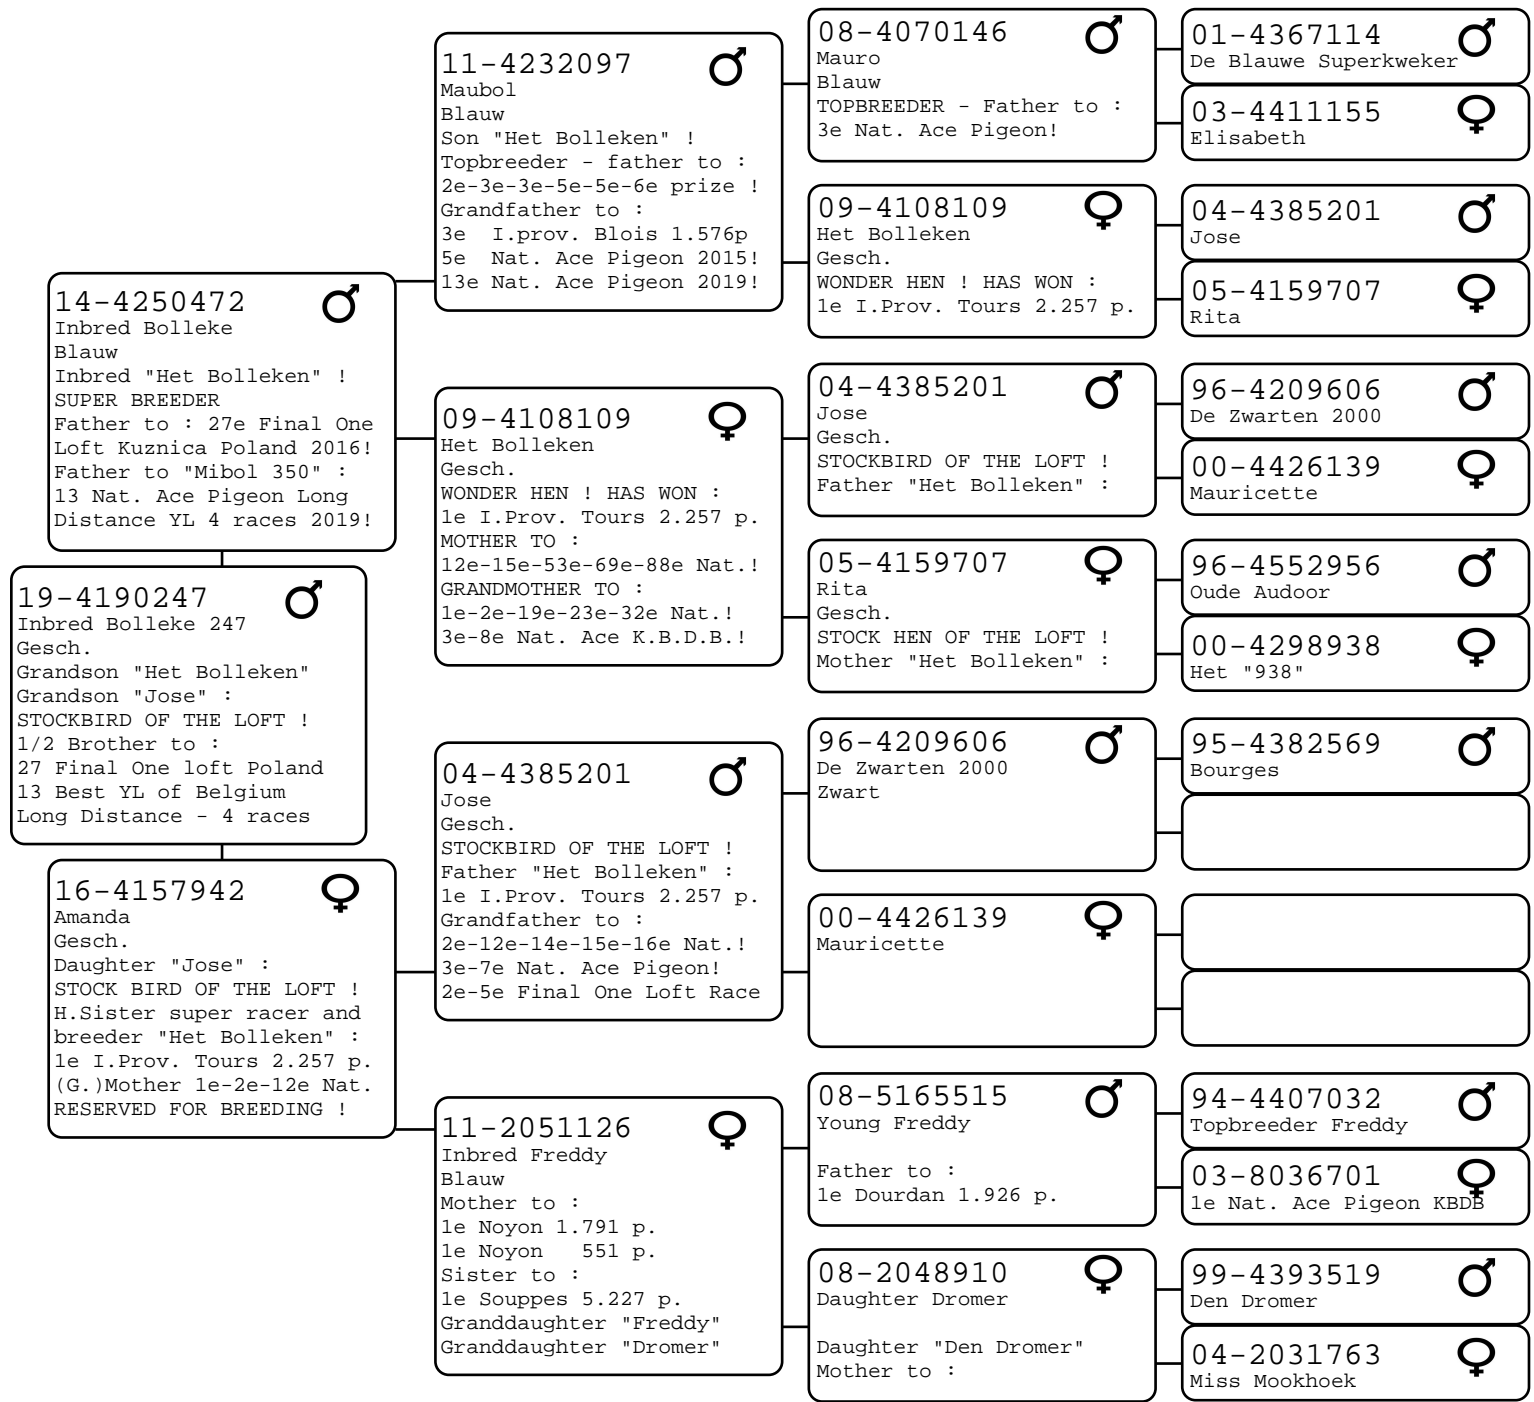 19-4190247
Inbred Bolleke 247
Gesch.
Grandson "Het Bolleken"
Grandson "Jose" :
STOCKBIRD OF THE LOFT !
1/2 Brother to :
27 Final One loft Poland
13 Best YL of Belgium
Long Distance - 4 races
14-4250472
Inbred Bolleke
Blauw
Inbred "Het Bolleken" !
SUPER BREEDER
Father to : 27e Final One
Loft Kuznica Poland 2016!
Father to "Mibol 350" :
13 Nat. Ace Pigeon Long
Distance YL 4 races 2019!
16-4157942
Amanda
Gesch.
Daughter "Jose" :
STOCK BIRD OF THE LOFT !
H.Sister super racer and
breeder "Het Bolleken" :
1e I.Prov. Tours 2.257 p.
(G.)Mother 1e-2e-12e Nat.
RESERVED FOR BREEDING !
11-4232097
Maubol
Blauw
Son "Het Bolleken" !
Topbreeder - father to :
2e-3e-3e-5e-5e-6e prize !
Grandfather to :
3e  I.prov. Blois 1.576p
5e  Nat. Ace Pigeon 2015!
13e Nat. Ace Pigeon 2019!
09-4108109
Het Bolleken
Gesch.
WONDER HEN ! HAS WON :
1e I.Prov. Tours 2.257 p.
MOTHER TO :
12e-15e-53e-69e-88e Nat.!
GRANDMOTHER TO :
1e-2e-19e-23e-32e Nat.!
3e-8e Nat. Ace K.B.D.B.!
04-4385201
Jose
Gesch.
STOCKBIRD OF THE LOFT !
Father "Het Bolleken" :
1e I.Prov. Tours 2.257 p.
Grandfather to :
2e-12e-14e-15e-16e Nat.!
3e-7e Nat. Ace Pigeon!
2e-5e Final One Loft Race
11-2051126
Inbred Freddy
Blauw
Mother to :
1e Noyon 1.791 p.
1e Noyon   551 p.
Sister to :
1e Souppes 5.227 p.
Granddaughter "Freddy"
Granddaughter "Dromer"
08-4070146
Mauro
Blauw
TOPBREEDER - Father to :
3e Nat. Ace Pigeon!
09-4108109
Het Bolleken
Gesch.
WONDER HEN ! HAS WON :
1e I.Prov. Tours 2.257 p.
04-4385201
Jose
Gesch.
STOCKBIRD OF THE LOFT !
Father "Het Bolleken" :
05-4159707
Rita
Gesch.
STOCK HEN OF THE LOFT !
Mother "Het Bolleken" :
96-4209606
De Zwarten 2000
Zwart
00-4426139
Mauricette
08-5165515
Young Freddy
Father to :
1e Dourdan 1.926 p.
08-2048910
Daughter Dromer
Daughter "Den Dromer"
Mother to :
01-4367114
De Blauwe Superkweker
03-4411155
Elisabeth
04-4385201
Jose
05-4159707
Rita
96-4209606
De Zwarten 2000
00-4426139
Mauricette
96-4552956
Oude Audoor
00-4298938
Het "938"
95-4382569
Bourges
94-4407032
Topbreeder Freddy
03-8036701
1e Nat. Ace Pigeon KBDB
99-4393519
Den Dromer
04-2031763
Miss Mookhoek